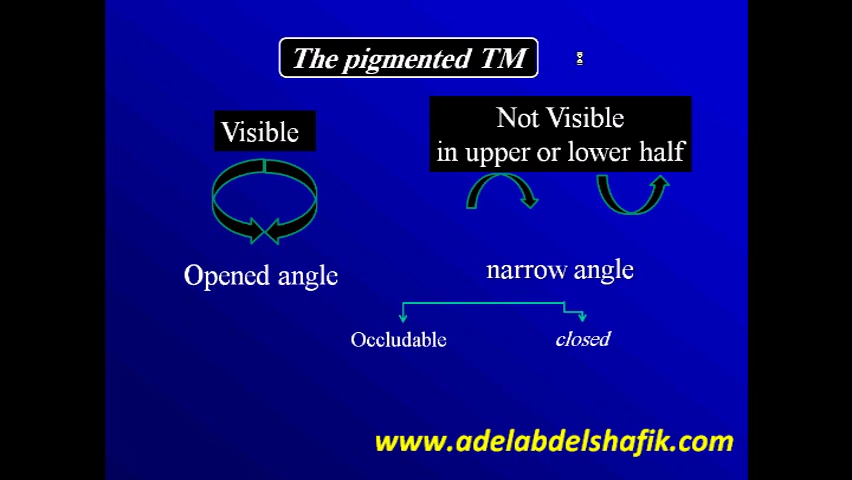 The pigmented TM
Visible
Not Visible
in upper or lower half
Opened angle
narrow angle
Occludable
closed
www.adelabdelshafik.com